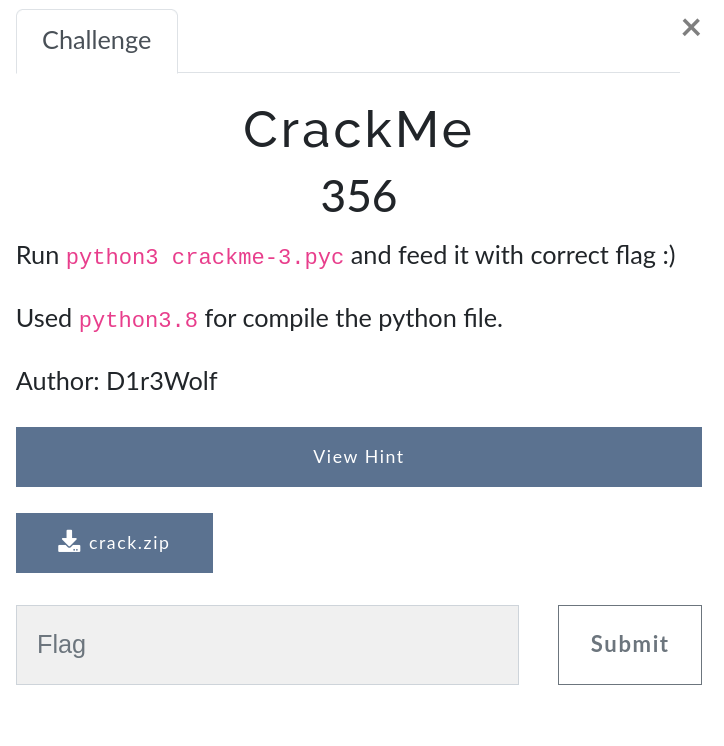 Challenge
×
CrackMe
356
Run python3 crackme-3.pyc and feed it with correct flag :)
Used python3.8 for compile the python file.
Author: D1r3Wolf
View Hint
crack.zip
Flag
Submit